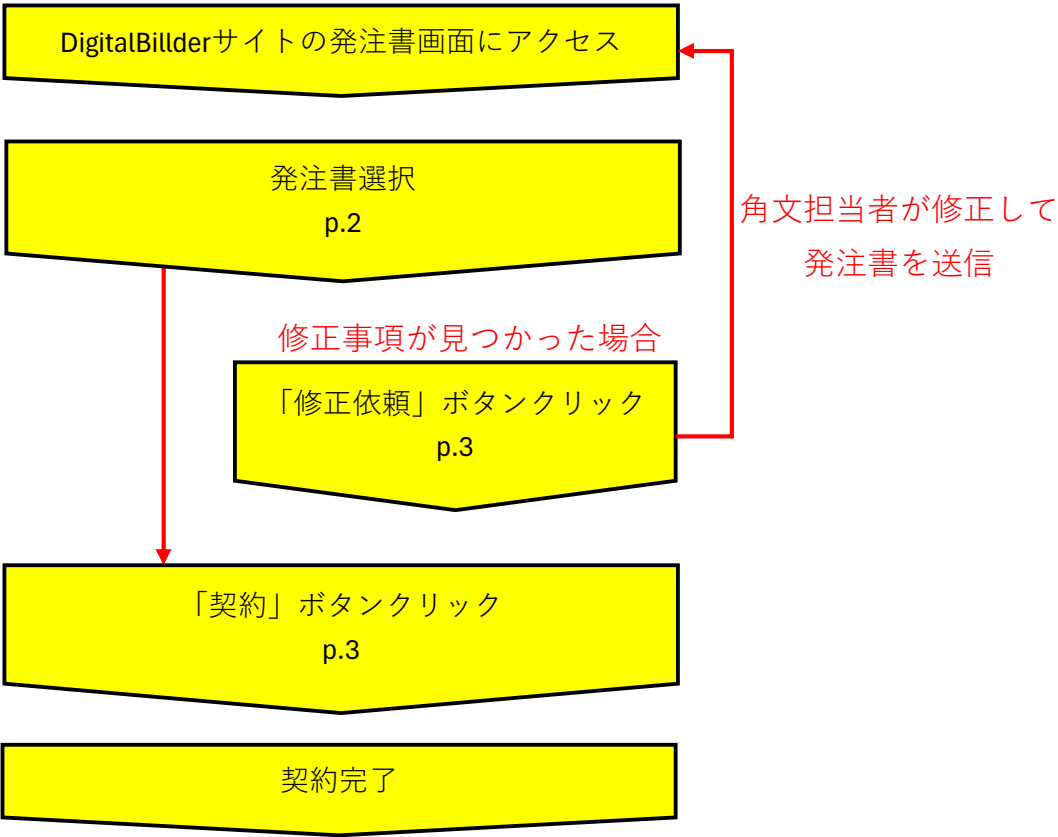 DigitalBillderサイトの発注書画面にアクセス
発注書選択
p.2
角文担当者が修正して
発注書を送信
修正事項が見つかった場合
「修正依頼」ボタンクリック
p.3
「契約」ボタンクリック
p.3
契約完了